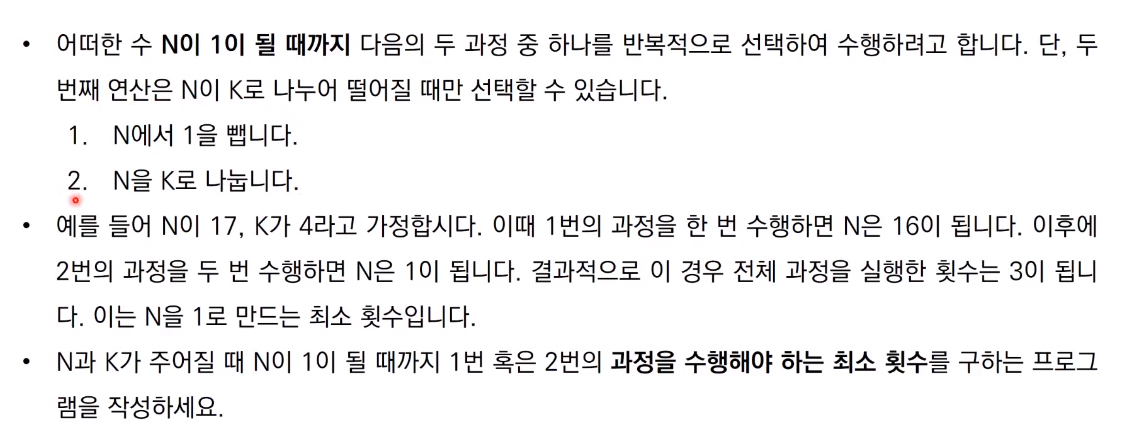 • 어떠한 수 N이 1이 될 때까지 다음의 두 과정 중 하나를 반복적으로 선택하여 수행하려고 합니다. 단, 두
번째 연산은 N이 K로 나누어 떨어질 때만 선택할 수 있습니다.
1. N에서 1을 뺍니다.
2. N을 K로 나눕니다.
• 예를 들어 N이 17, K가 4라고 가정합시다. 이때 1번의 과정을 한 번 수행하면 N은 16이 됩니다. 이후에
2번의 과정을 두 번 수행하면 N은 1이 됩니다. 결과적으로 이 경우 전체 과정을 실행한 횟수는 3이 됩니
다. 이는 N을 1로 만드는 최소 횟수입니다.
• N과 K가 주어질 때 N이 1이 될 때까지 1번 혹은 2번의 과정을 수행해야 하는 최소 횟수를 구하는 프로그
램을 작성하세요.